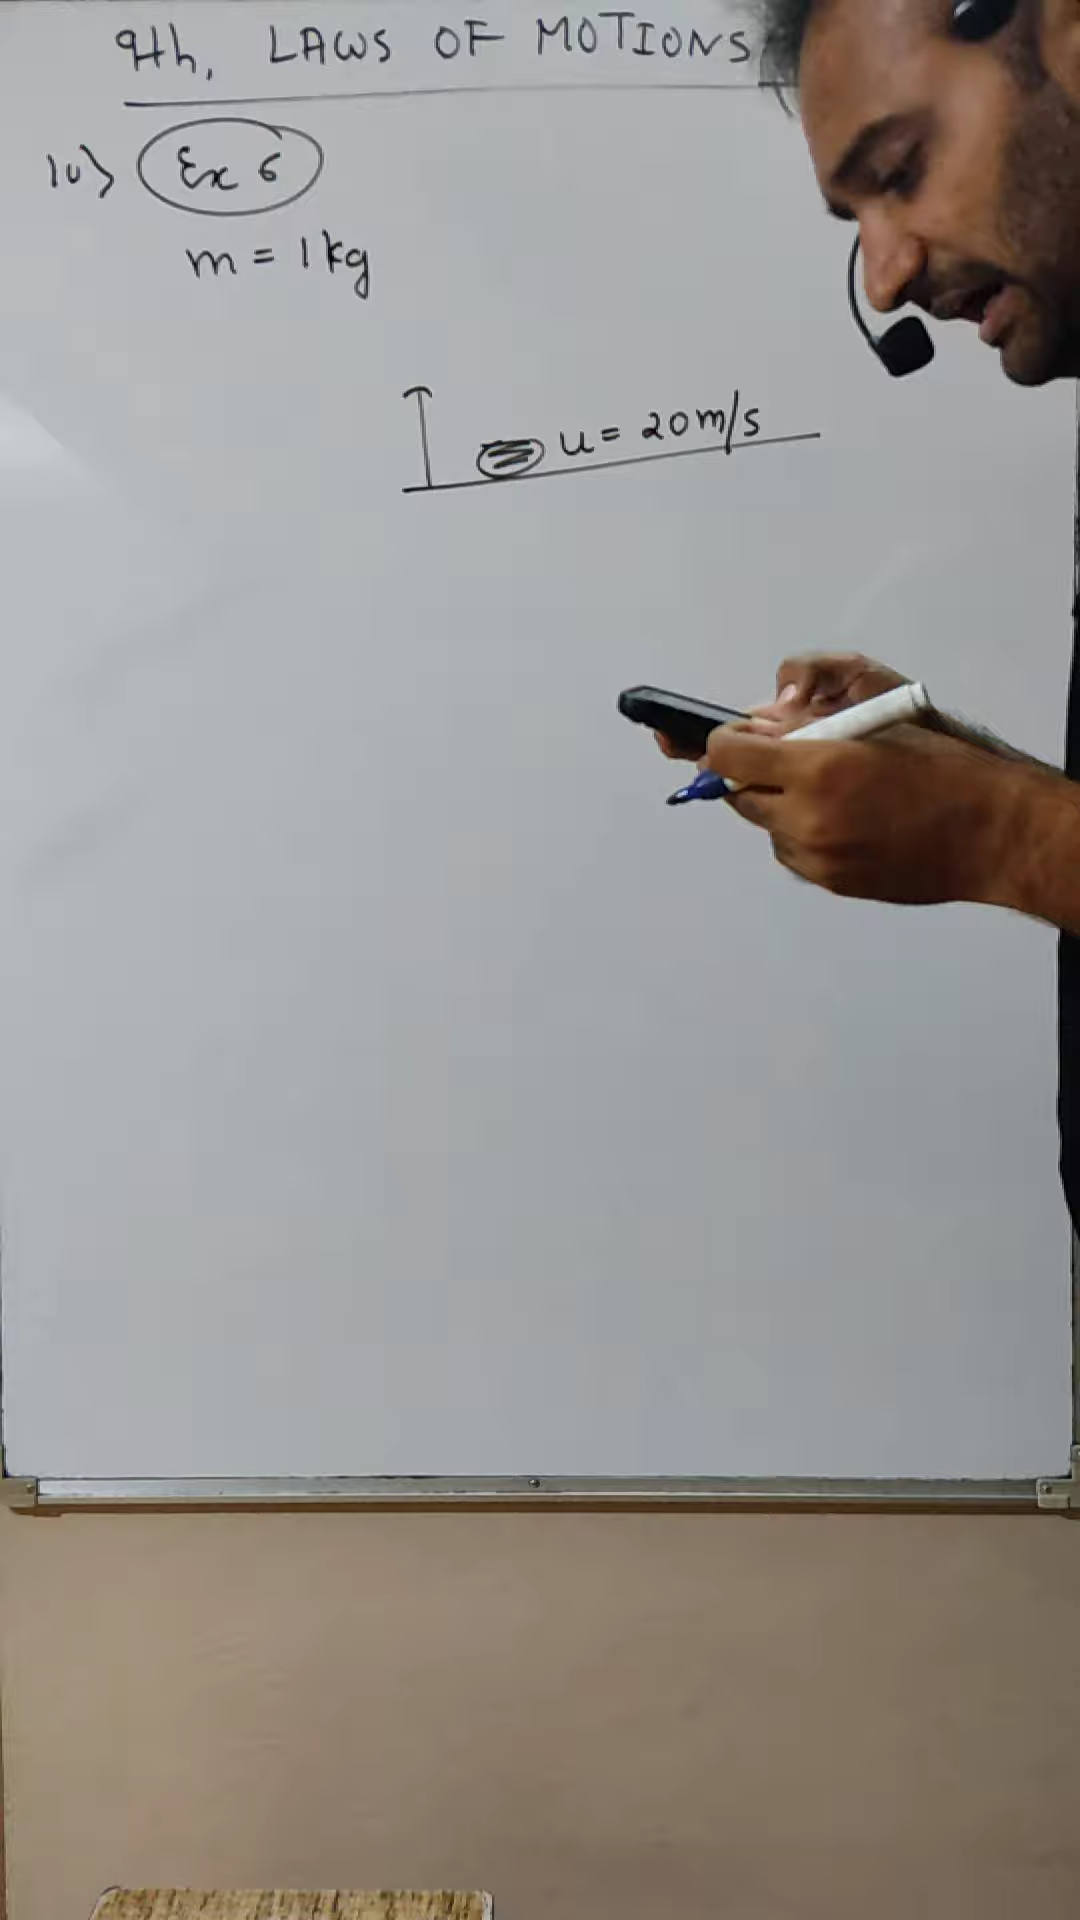 9th, LAWS OF MOTIONS
10) Ex 6
m = 1 kg
u = 20 m/s